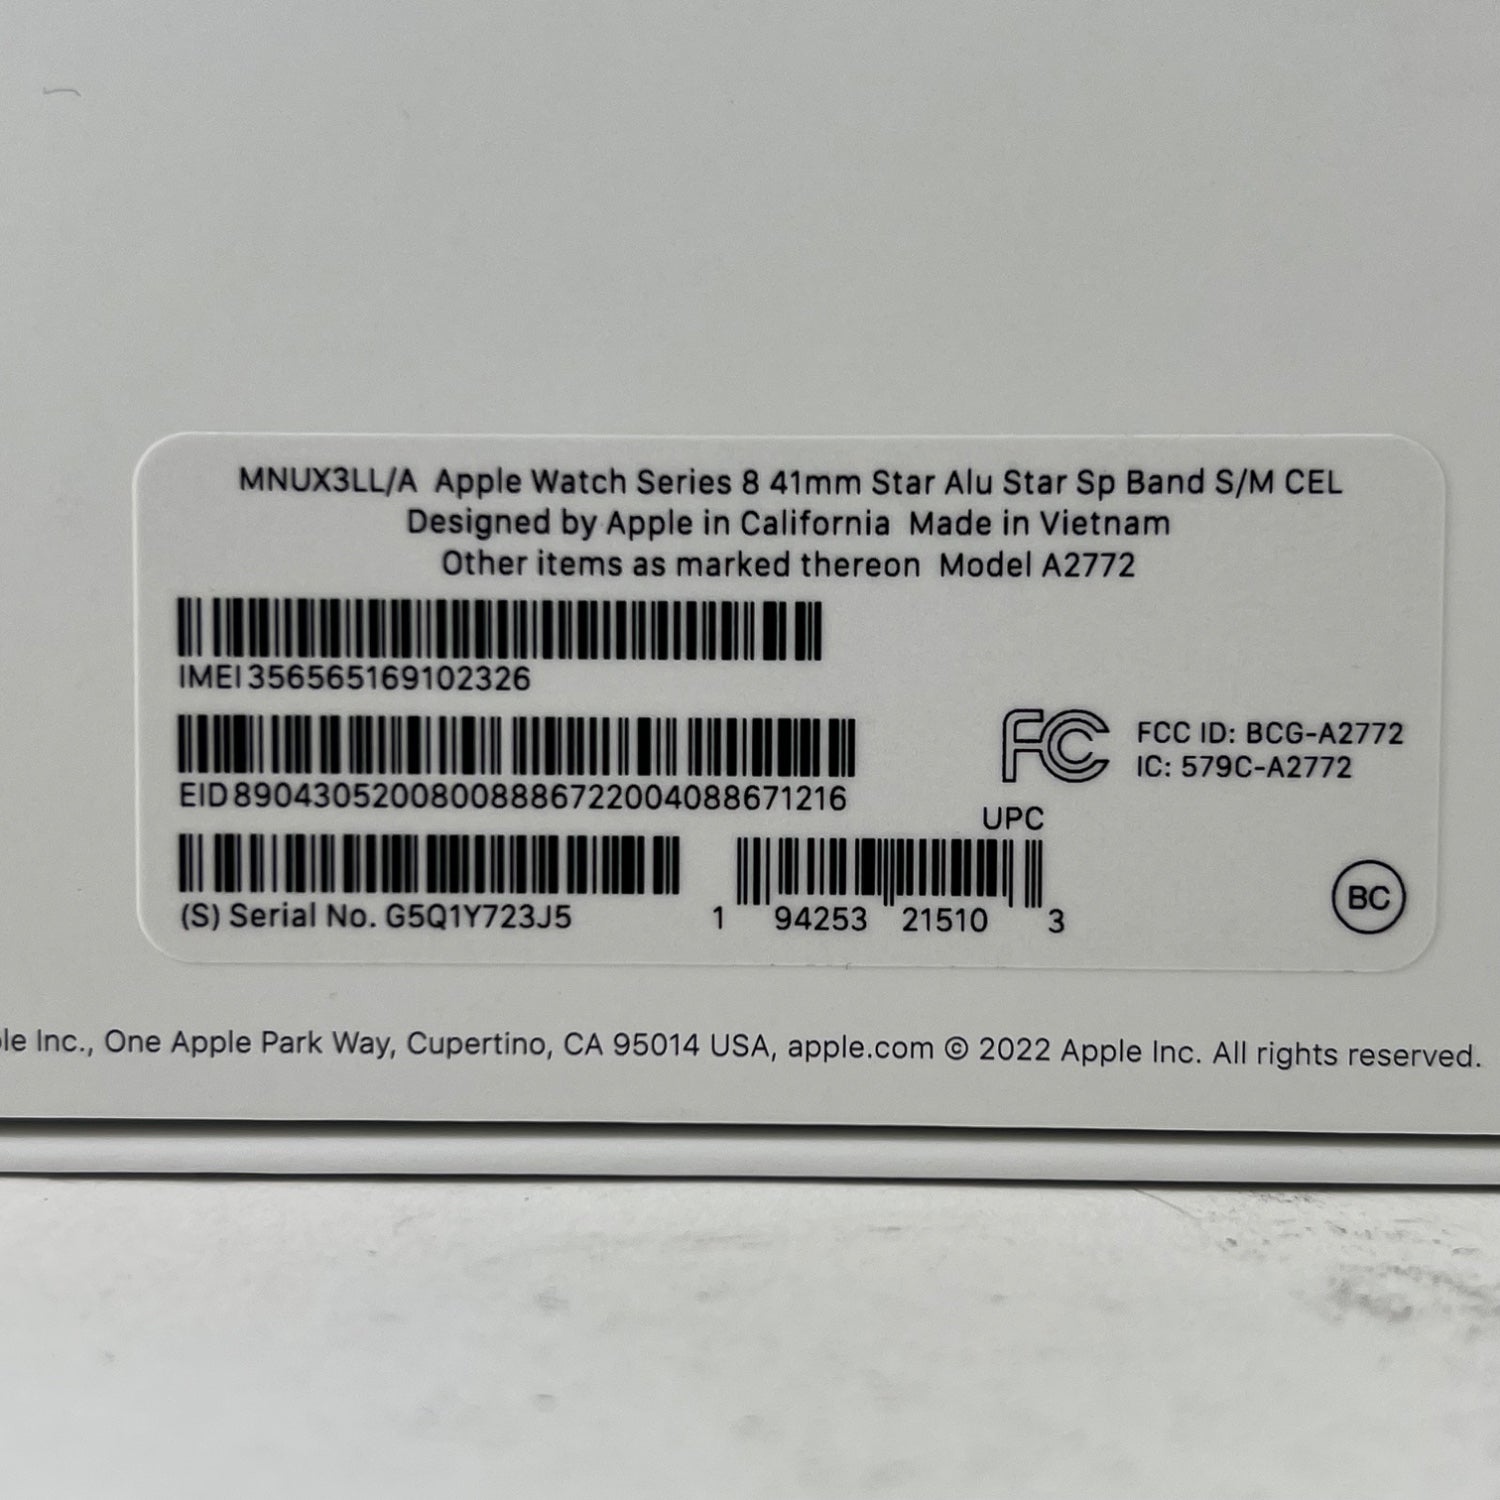 MNUX3LL/A Apple Watch Series 8 41mm Star Alu Star Sp Band S/M CEL
Designed by Apple in California Made in Vietnam
Other items as marked thereon Model A2772
IMEI 356565169102326
EID 89043052008008886722004088671216
FC
FCC ID: BCG-A2772
IC: 579C-A2772
UPC
(S) Serial No. G5Q1Y723J5
1 94253 21510 3
BC
le Inc., One Apple Park Way, Cupertino, CA 95014 USA, apple.com © 2022 Apple Inc. All rights reserved.